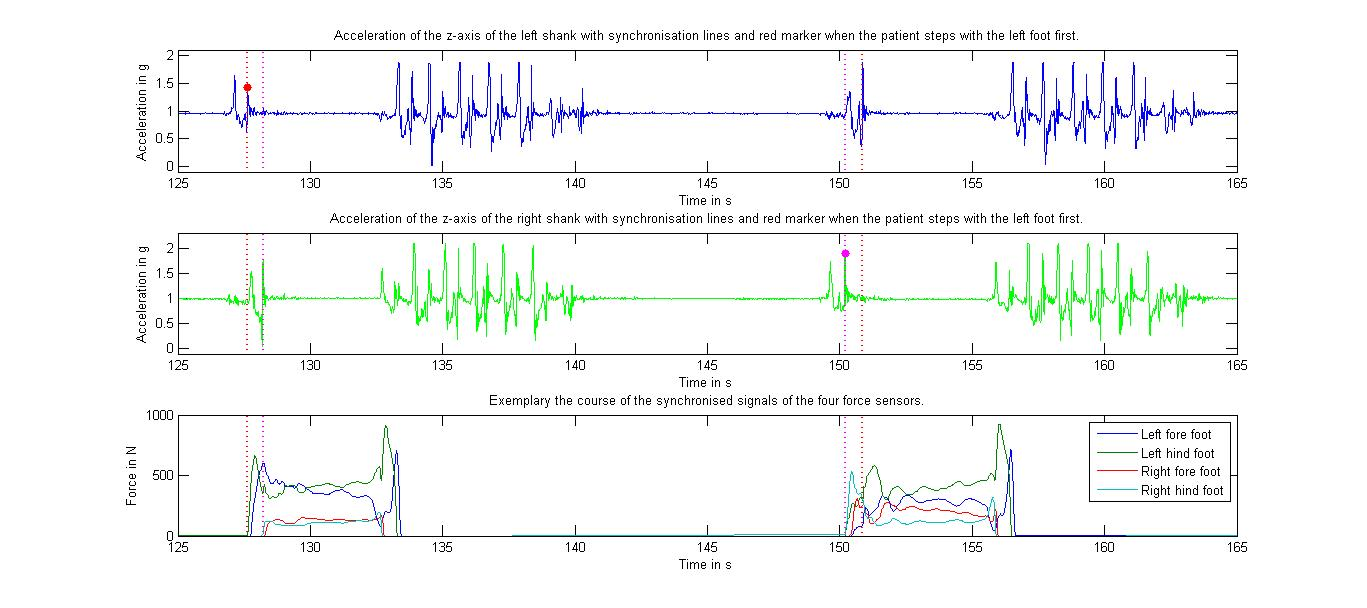 Acceleration of the z-axis of the left shank with synchronisation lines and red marker when the patient steps with the left foot first.
Acceleration in g
2
1.5
1
0.5
0
125 130 135 140 145 150 155 160 165
Time in s
Acceleration of the z-axis of the right shank with synchronisation lines and red marker when the patient steps with the left foot first.
Acceleration in g
2
1.5
1
0.5
0
125 130 135 140 145 150 155 160 165
Time in s
Exemplary the course of the synchronised signals of the four force sensors.
Force in N
1000
500
0
Left fore foot
Left hind foot
Right fore foot
Right hind foot
125 130 135 140 145 150 155 160 165
Time in s